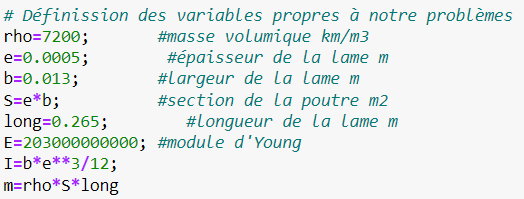 # Définission des variables propres à notre problèmes
rho=7200; #masse volumique km/m3
e=0.0005; #épaisseur de la lame m
b=0.013; #largeur de la lame m
S=e*b; #section de la poutre m2
long=0.265; #longueur de la lame m
E=203000000000; #module d'Young
I=b*e**3/12;
m=rho*S*long